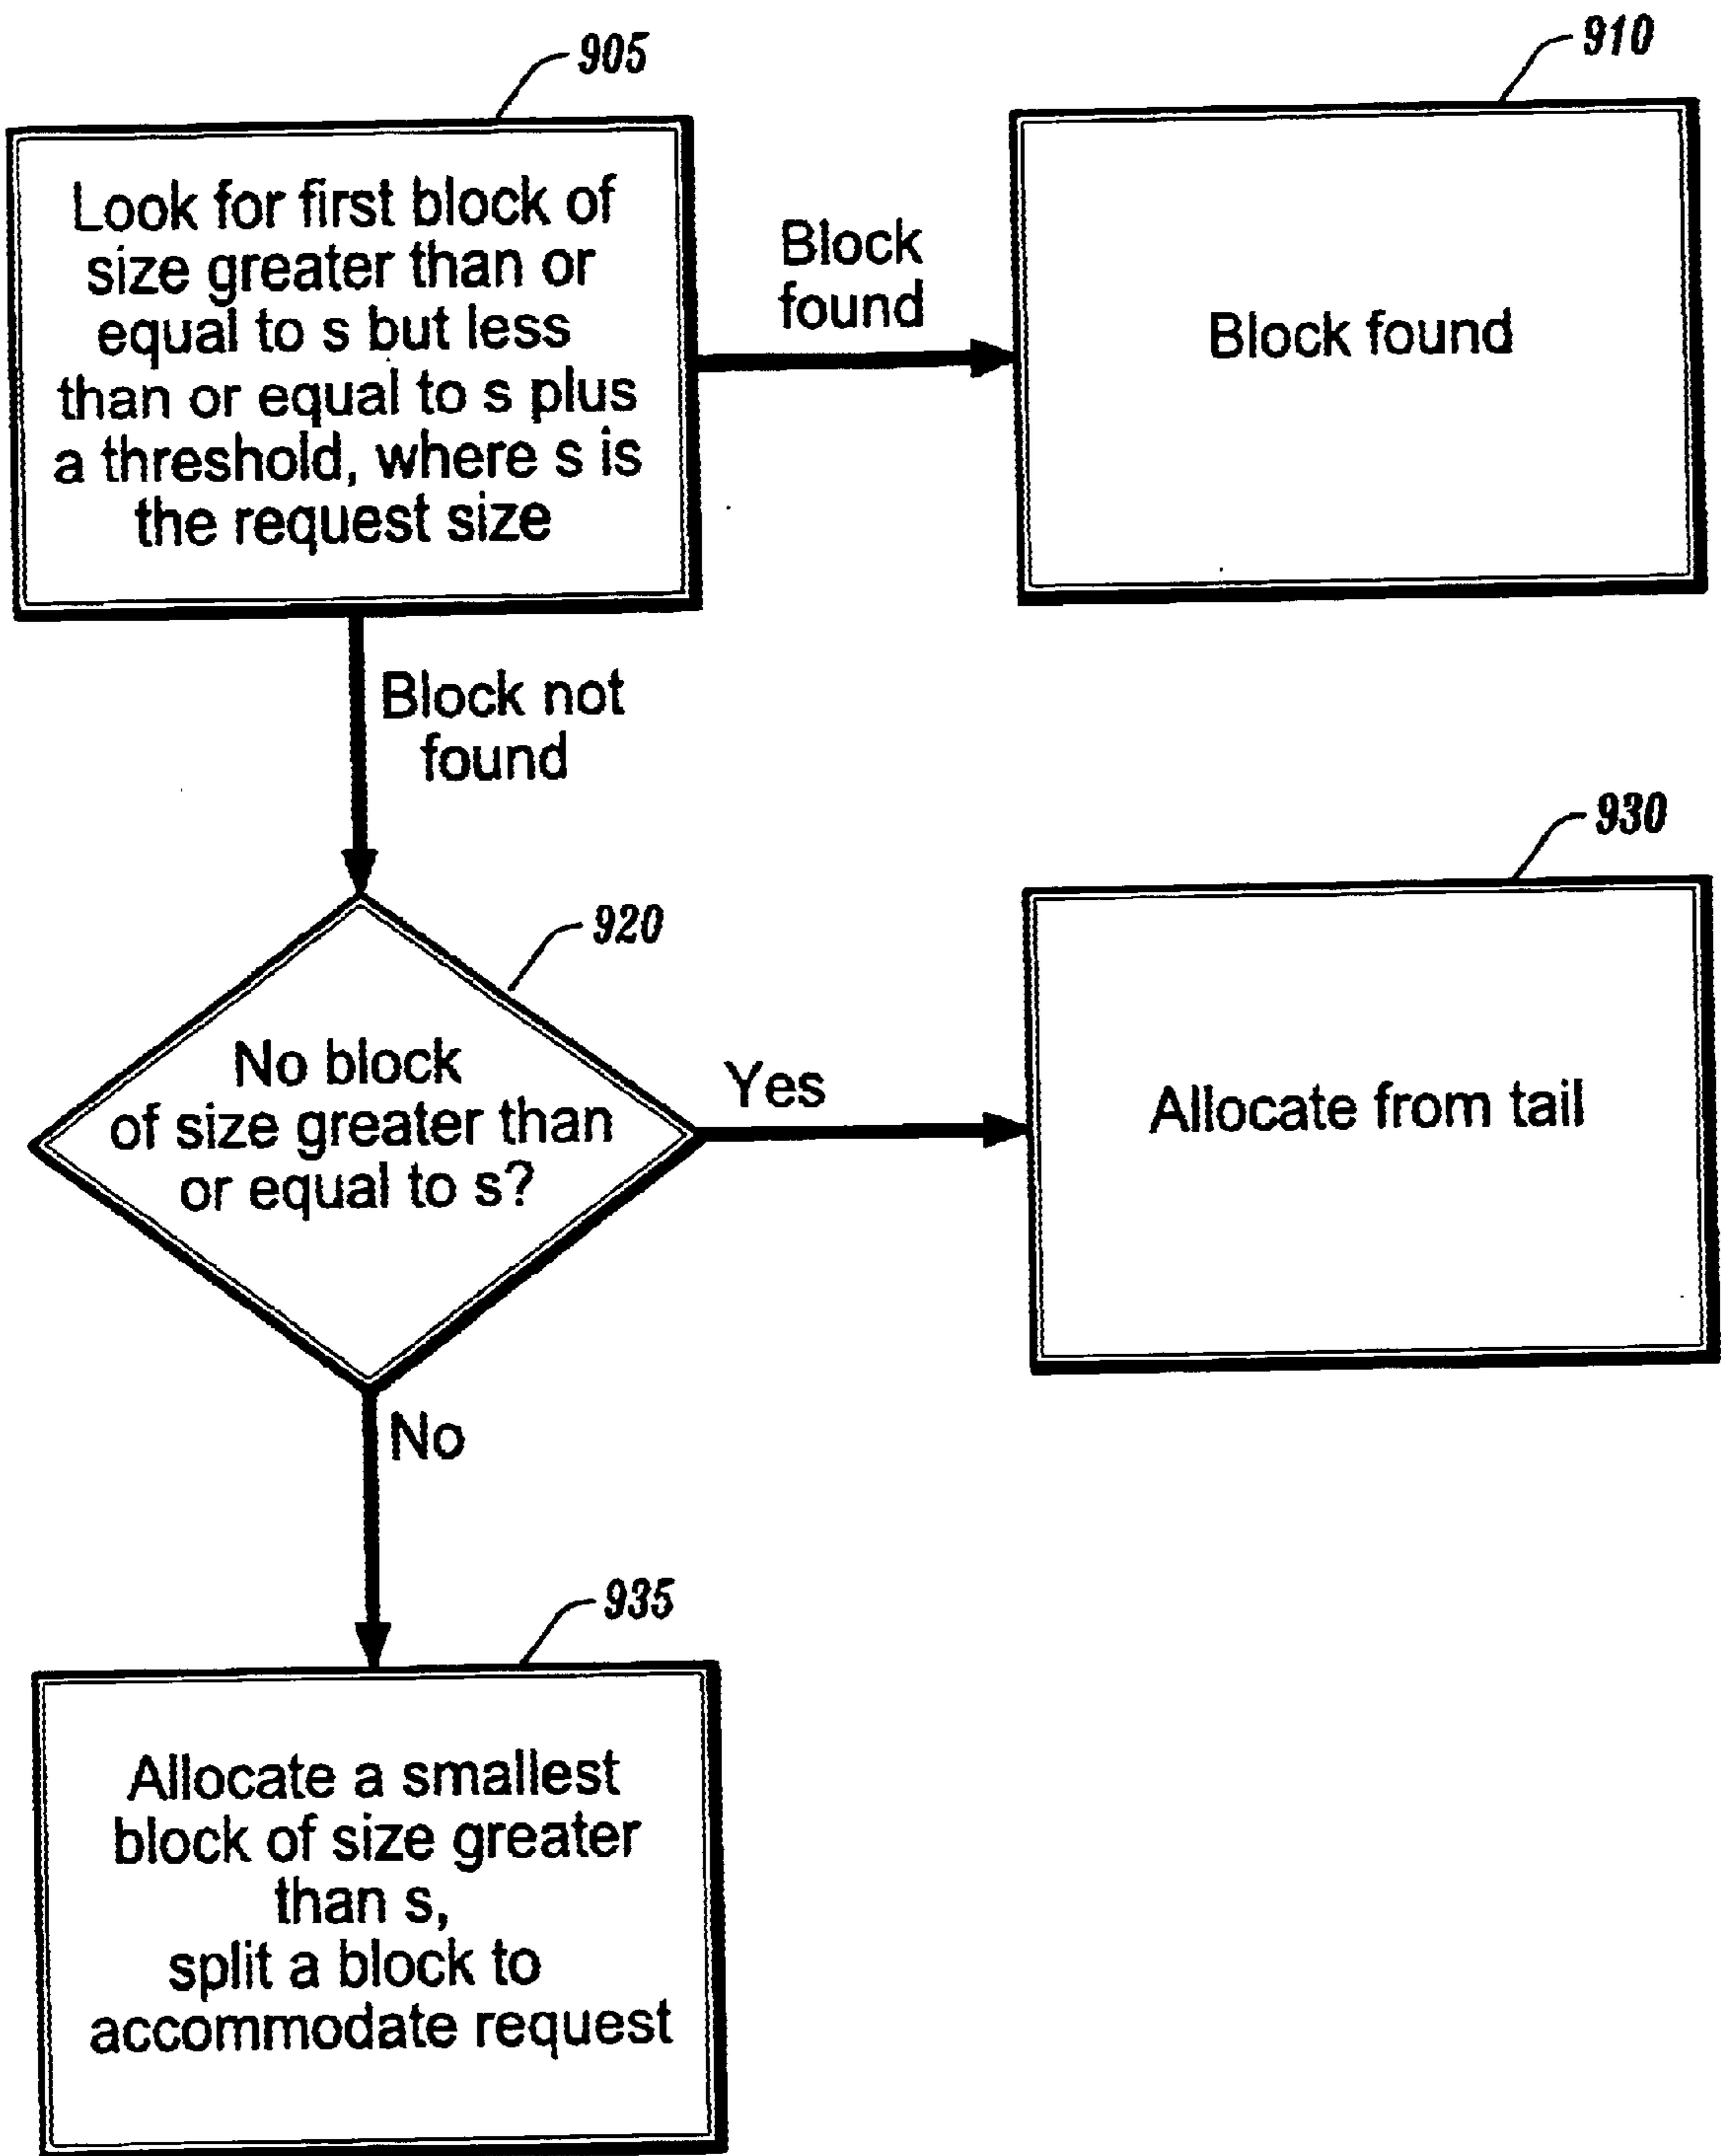 905
Look for first block of
size greater than or
equal to s but less
than or equal to s plus
a threshold, where s is
the request size
Block
found
910
Block found
Block not
found
920
No block
of size greater than
or equal to s?
Yes
930
Allocate from tail
No
935
Allocate a smallest
block of size greater
than s,
split a block to
accommodate request